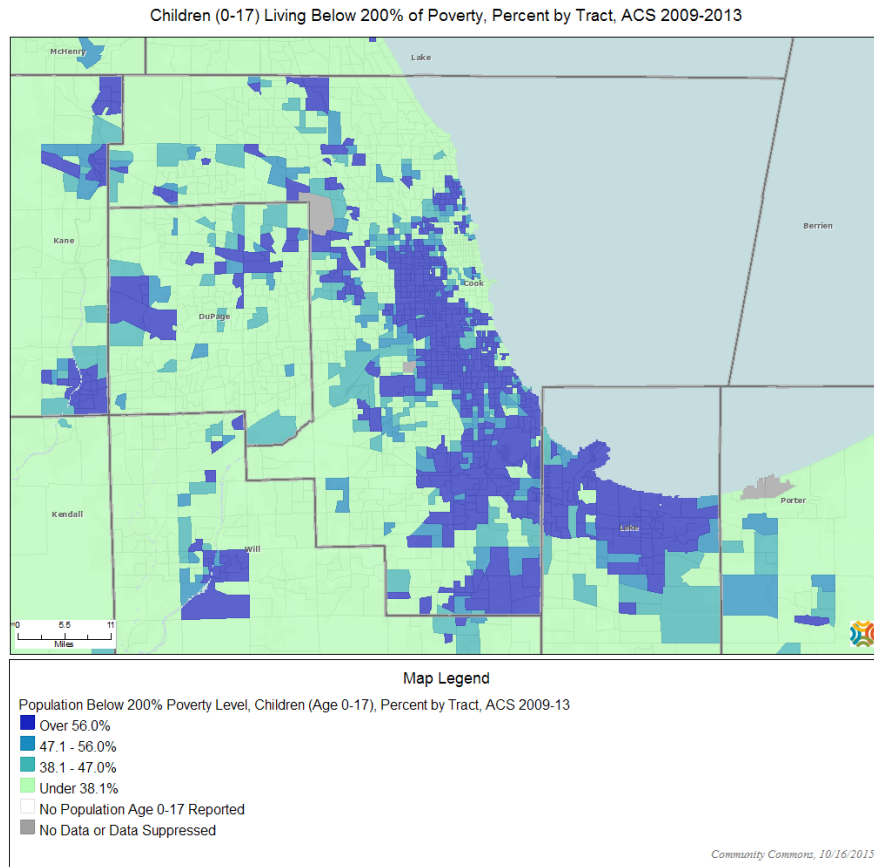 Children (0-17) Living Below 200% of Poverty, Percent by Tract, ACS 2009-2013
McHenry
Lake
Berrien
Kane
Cook
DuPage
Porter
Kendall
Lake
Will
0 5.5 11
Miles
Map Legend
Population Below 200% Poverty Level, Children (Age 0-17), Percent by Tract, ACS 2009-13
Over 56.0%
47.1 - 56.0%
38.1 - 47.0%
Under 38.1%
No Population Age 0-17 Reported
No Data or Data Suppressed
Community Commons, 10/16/2015